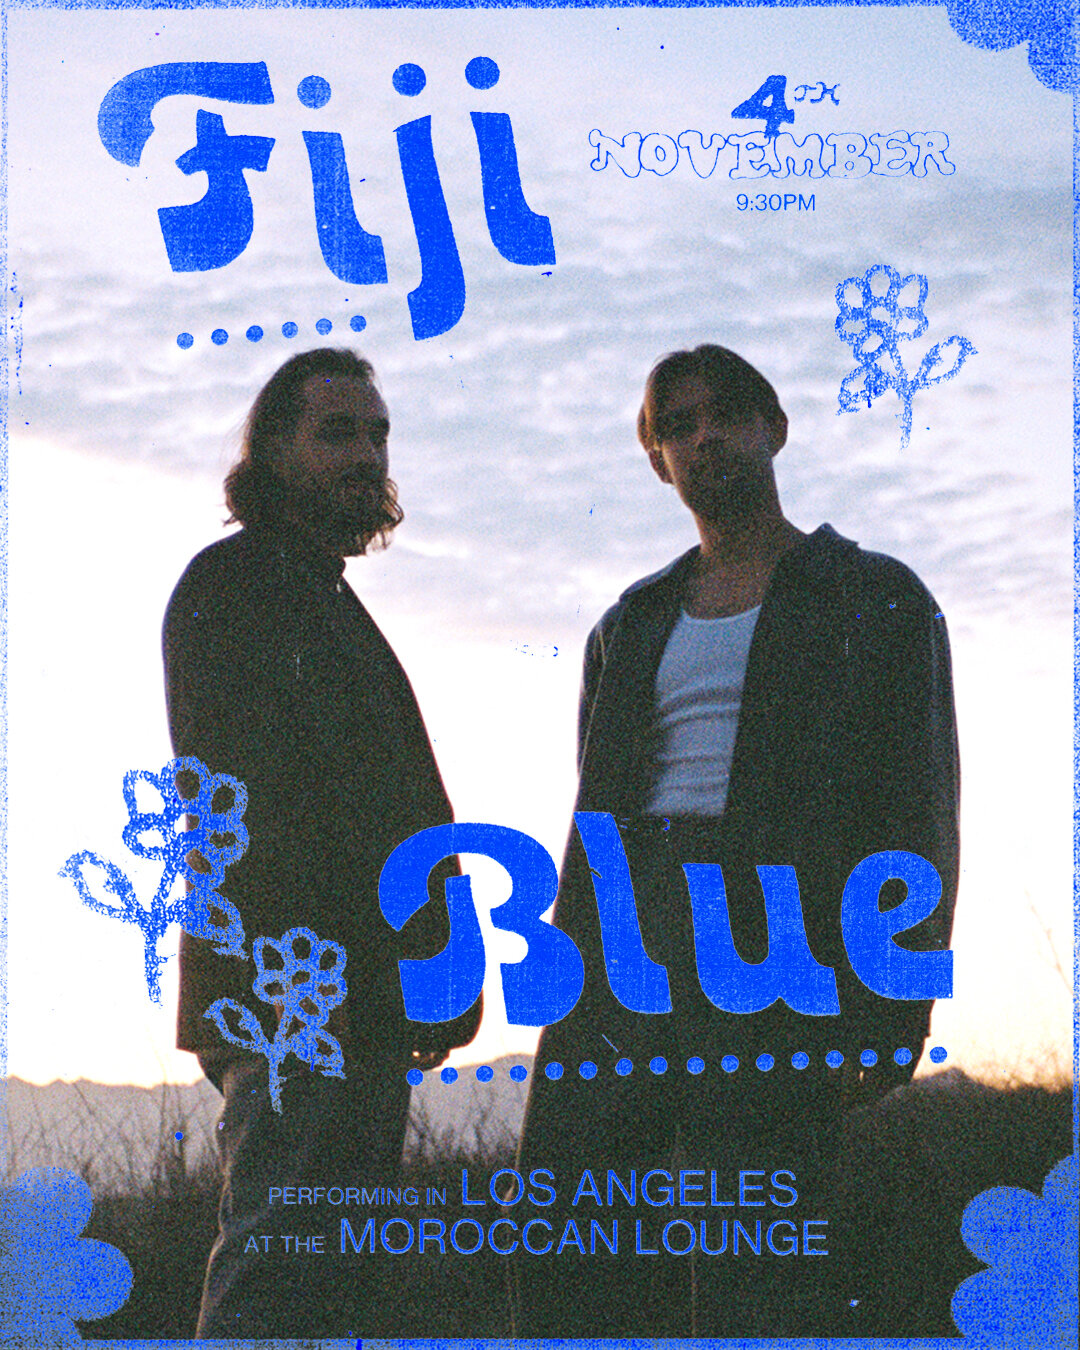 Fiji
4TH
NOVEMBER
9:30PM
Blue
PERFORMING IN LOS ANGELES
AT THE MOROCCAN LOUNGE